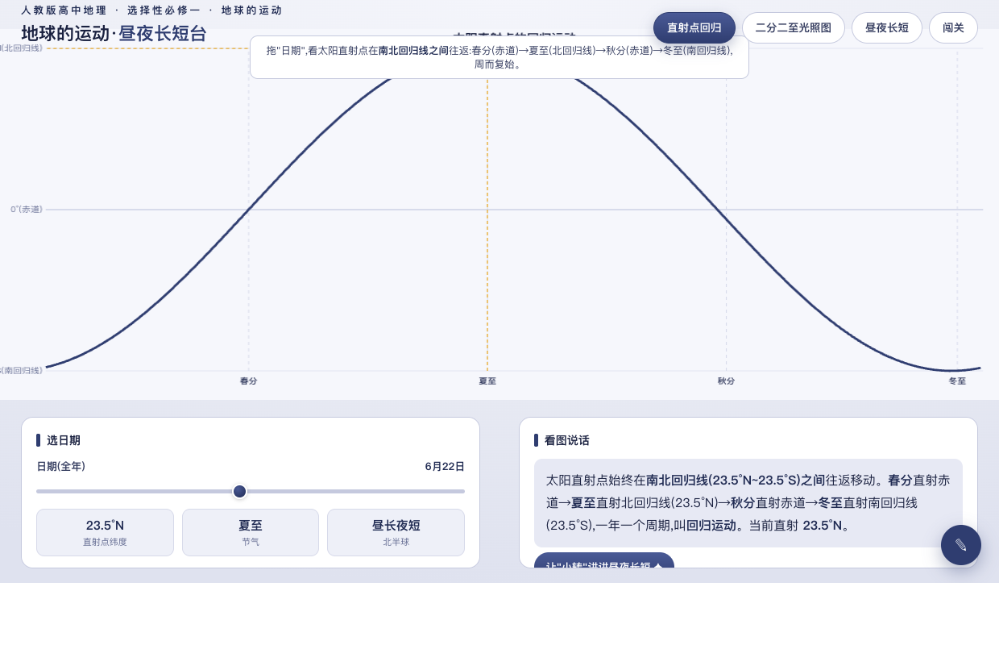 人教版高中地理 · 选择性必修一 · 地球的运动
地球的运动·昼夜长短台
直射点回归
二分二至光照图
昼夜长短
闯关
太阳直射点的回归运动
拖"日期",看太阳直射点在南北回归线之间往返:春分(赤道)→夏至(北回归线)→秋分(赤道)→冬至(南回归线),
周而复始。
(北回归线)
0°(赤道)
(南回归线)
春分
夏至
秋分
冬至
选日期
日期(全年)
6月22日
23.5°N
直射点纬度
夏至
节气
昼长夜短
北半球
看图说话
太阳直射点始终在南北回归线(23.5°N~23.5°S)之间往返移动。春分直射赤
道→夏至直射北回归线(23.5°N)→秋分直射赤道→冬至直射南回归线
(23.5°S),一年一个周期,叫回归运动。当前直射 23.5°N。
让"小转"讲讲昼夜长短 ✦